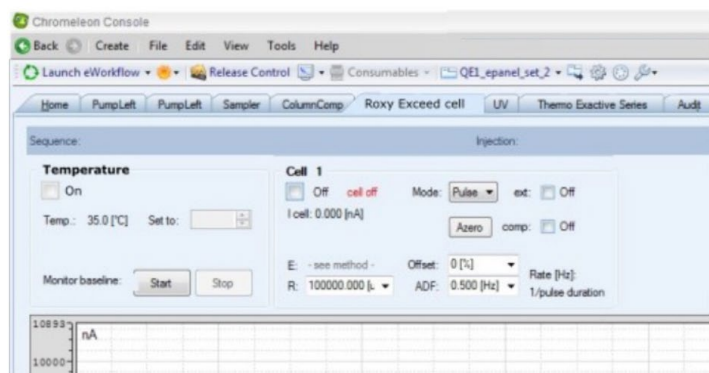 Chromeleon Console
Back Create File Edit View Tools Help
Launch eWorkflow Release Control Consumables QE1_epanel_set_2
Home PumpLeft PumpLeft Sampler ColumnComp Roxy Exceed cell UV Thermo Exactive Series Audit
Sequence: Injection:
Temperature Cell 1
On Off cell off Mode: Pulse ext: Off
Temp.: 35.0 [°C] Set to: I cell: 0.000 [nA] Azero comp: Off
E: - see method - Offset: 0 [%]
Monitor baseline: Start Stop R: 100000.000 [µ ADF: 0.500 [Hz] Rate [Hz]:
1/pulse duration
nA
10000